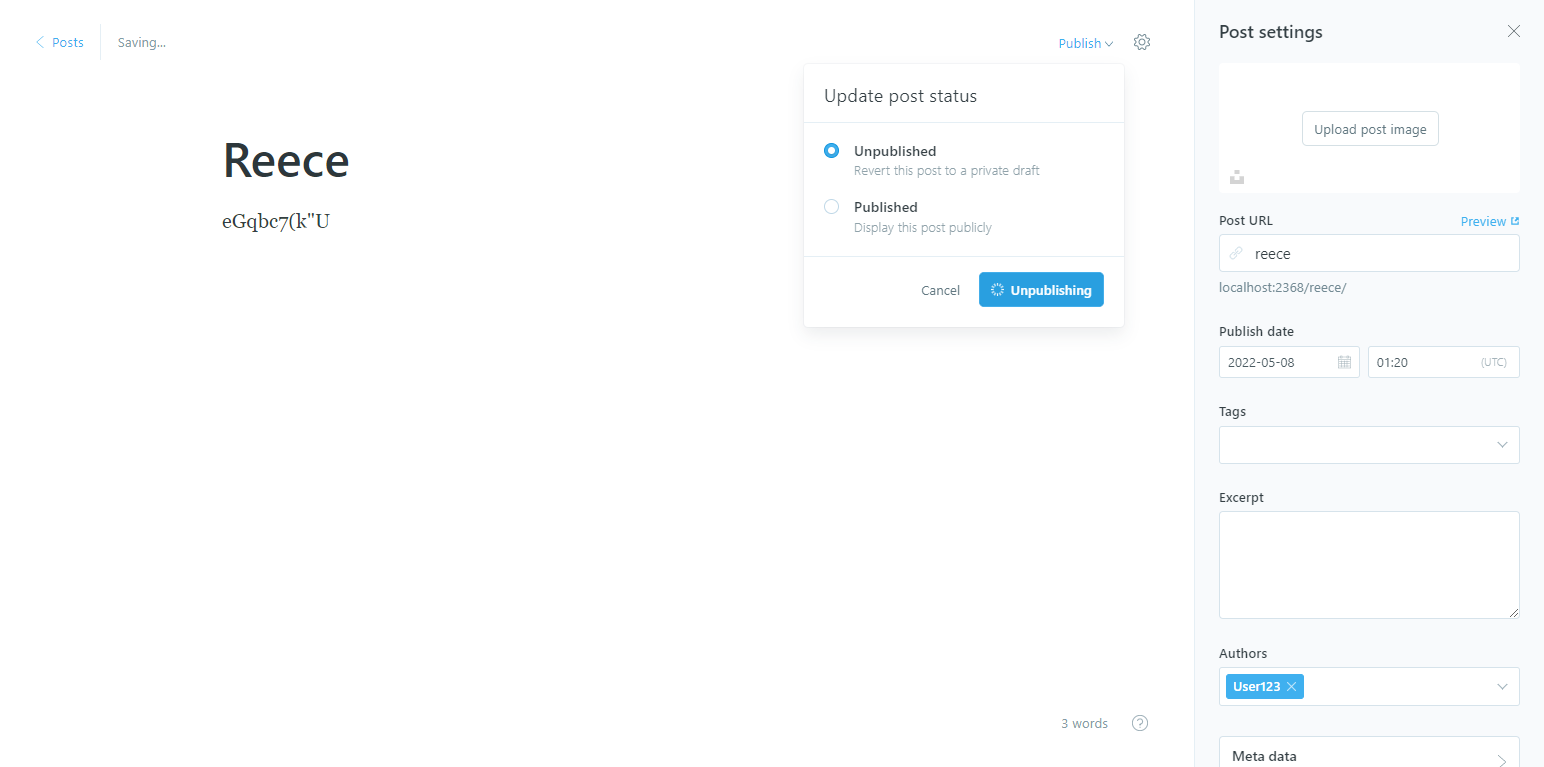 Posts
Saving...
Publish
Update post status
Unpublished
Revert this post to a private draft
Published
Display this post publicly
Cancel
Unpublishing
Reece
eGqbc7(k"U
3 words
?
Post settings
Upload post image
Post URL
Preview
reece
localhost:2368/reece/
Publish date
2022-05-08
01:20
(UTC)
Tags
Excerpt
Authors
User123
Meta data